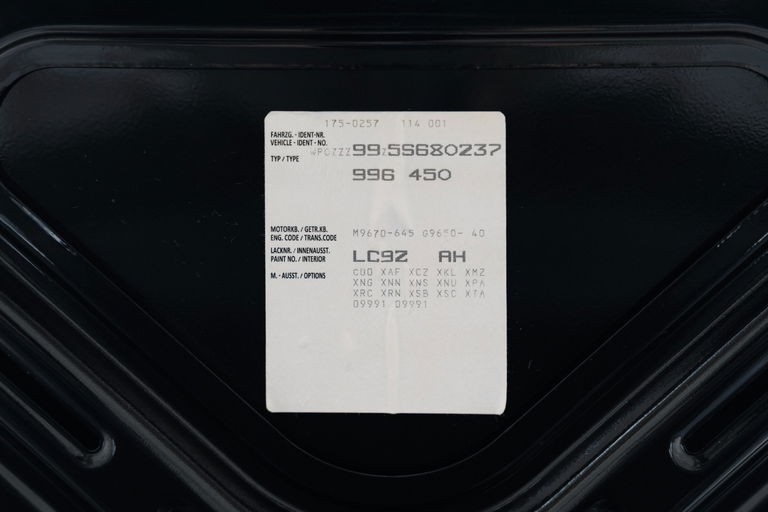 175-0257 114 001
FAHRZG. - IDENT-NR.
VEHICLE - IDENT - NO.
WP0ZZZ99Z5S680237
TYP / TYPE
996 450
MOTORKB. / GETR.KB.
ENG. CODE / TRANS.CODE
M9670-645 G9650- 40
LACKNR. / INNENAUSST.
PAINT NO. / INTERIOR
LC9Z AH
M. - AUSST. / OPTIONS
C00 XAF XCZ XKL XMZ
XNG XNN XNS XNU XPA
XRC XRN XSB XSC XTA
09991 09991